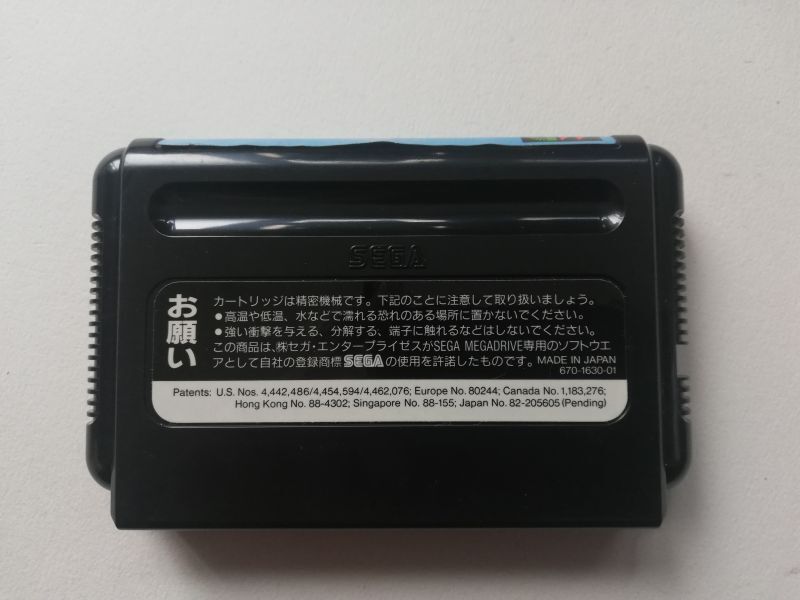 SEGA
お願い
カートリッジは精密機械です。下記のことに注意して取り扱いましょう。
●高温や低温、水などで濡れる恐れのある場所に置かないでください。
●強い衝撃を与える、分解する、端子に触れるなどはしないでください。
この商品は、㈱セガ・エンタープライゼスがSEGA MEGADRIVE専用のソフトウエ
アとして自社の登録商標SEGAの使用を許諾したものです。 MADE IN JAPAN
670-1630-01
Patents: U.S. Nos. 4,442,486/4,454,594/4,462,076; Europe No. 80244; Canada No. 1,183,276;
Hong Kong No. 88-4302; Singapore No. 88-155; Japan No. 82-205605 (Pending)